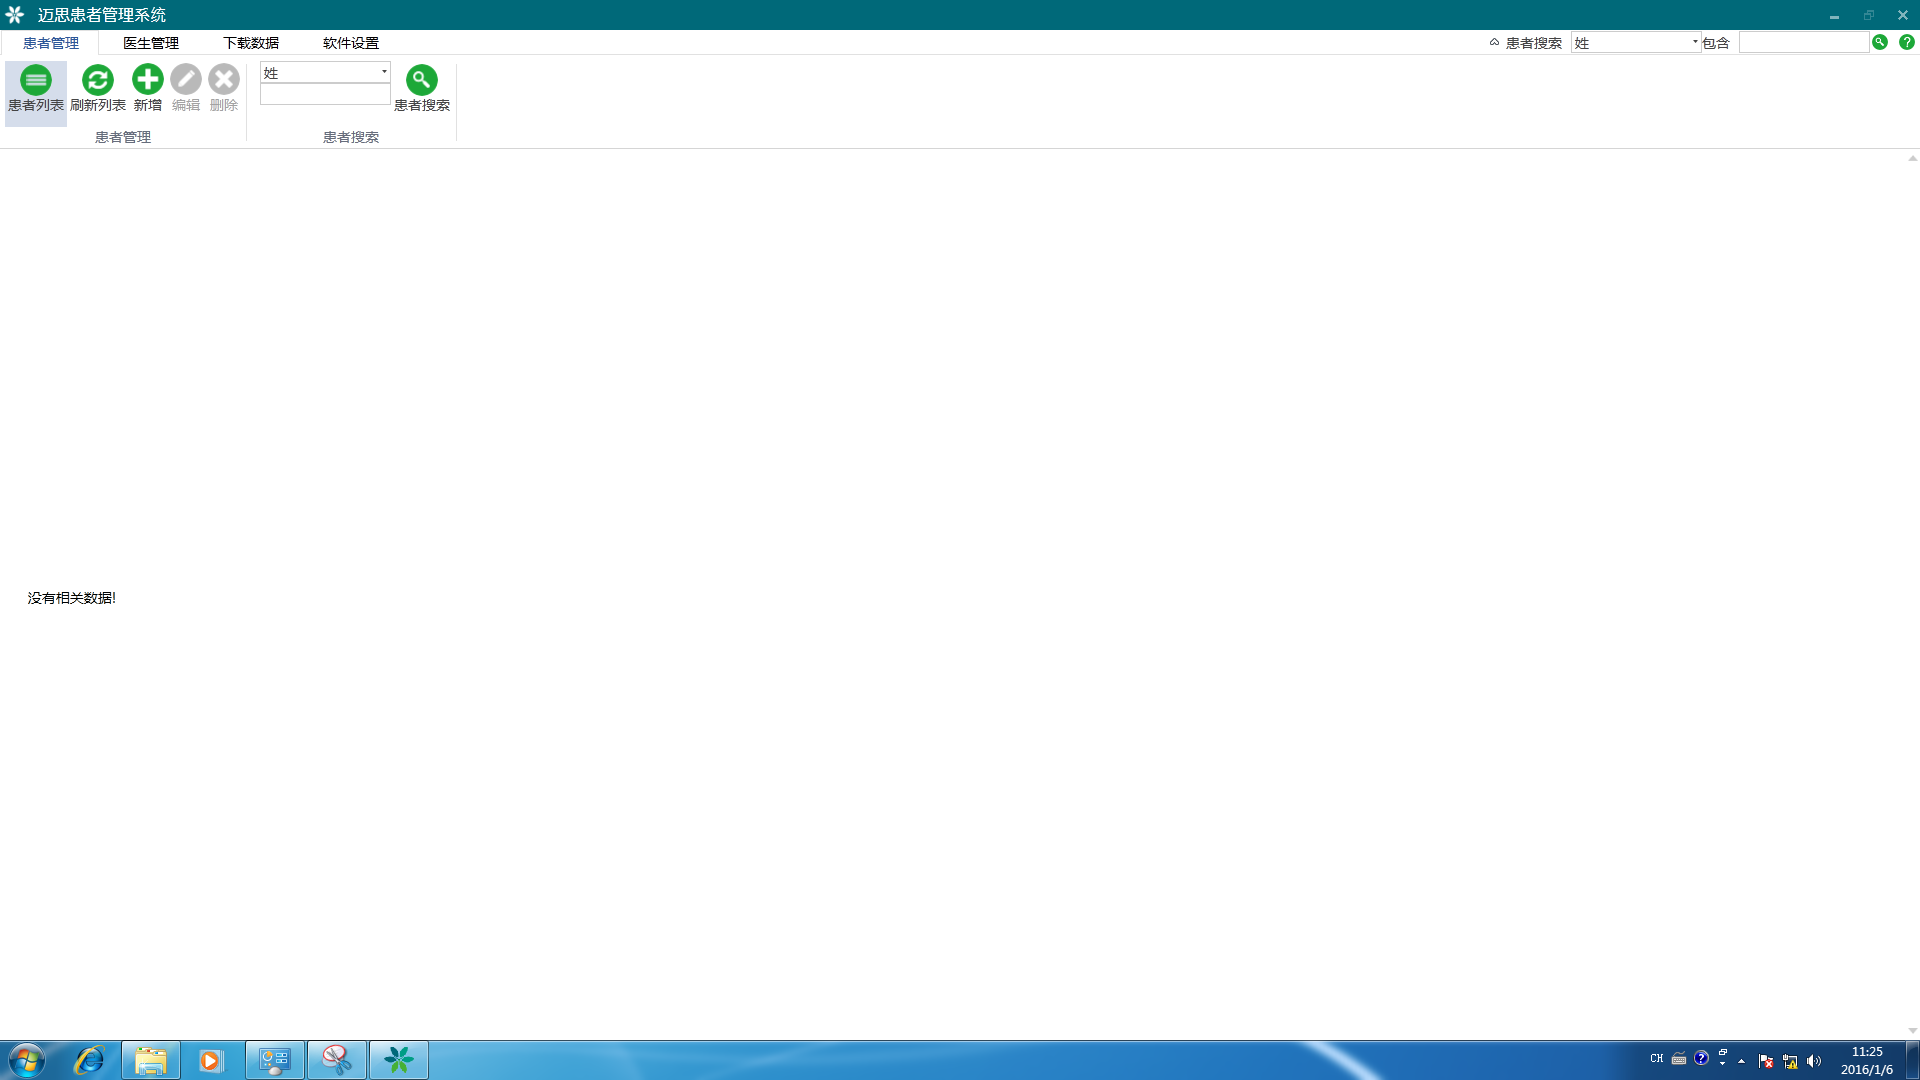 迈思患者管理系统
患者管理 医生管理 下载数据 软件设置 患者搜索 姓 包含
患者列表 刷新列表 新增 编辑 删除 姓 患者搜索
患者管理 患者搜索
没有相关数据!
CH 11:25
2016/1/6